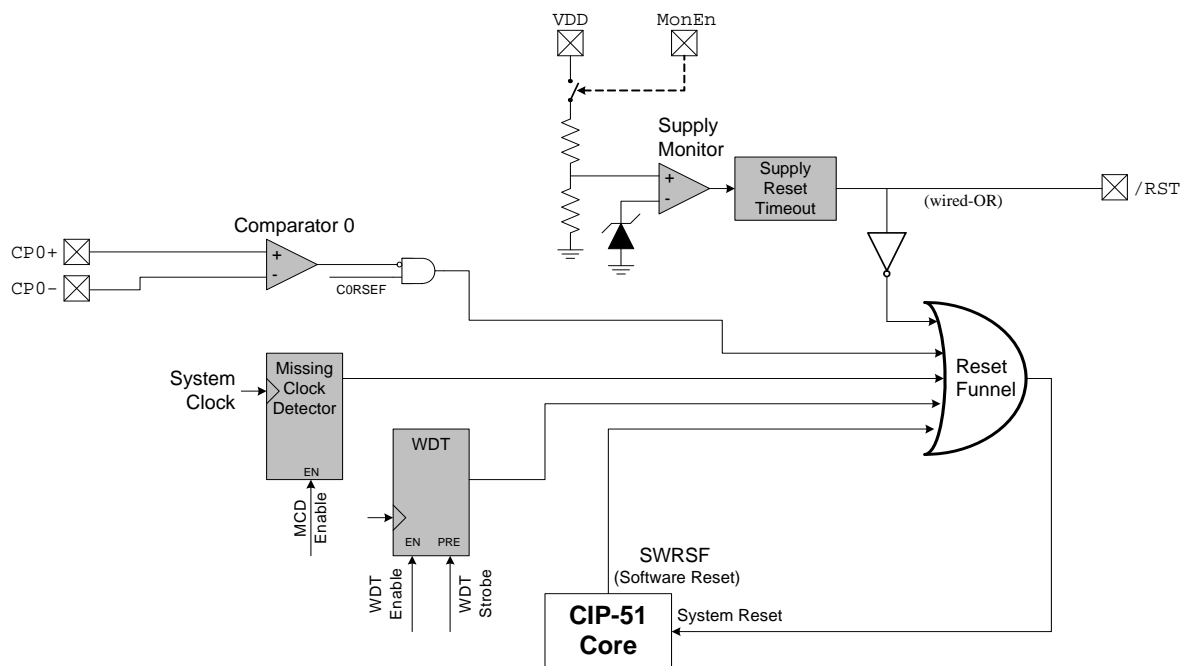 VDD
MonEn
Supply
Monitor
+
-
Supply
Reset
Timeout
(wired-OR)
/RST
Comparator 0
CP0+
CP0-
+
-
C0RSEF
Reset
Funnel
System
Clock
Missing
Clock
Detector
EN
MCD
Enable
WDT
EN
PRE
WDT
Enable
WDT
Strobe
SWRSF
(Software Reset)
CIP-51
Core
System Reset